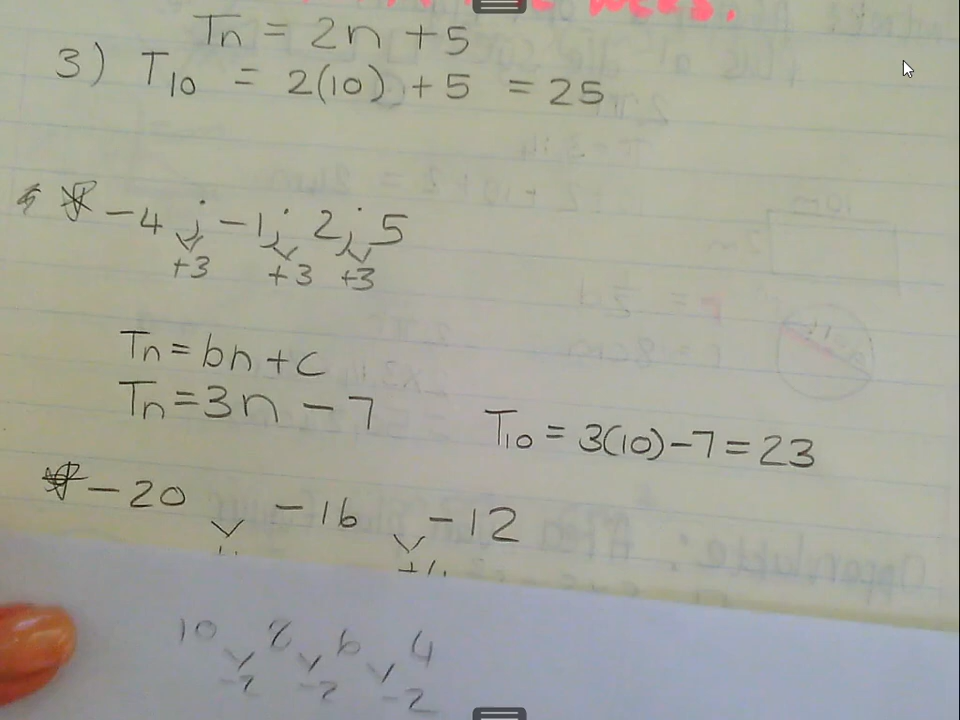 Tn = 2n + 5
3) T10 = 2(10) + 5 = 25
-4 ; -1 ; 2 ; 5
+3 +3 +3
Tn = bn + c
Tn = 3n - 7
T10 = 3(10) - 7 = 23
-20 -16 -12
10 8 6 4
-2 -2 -2